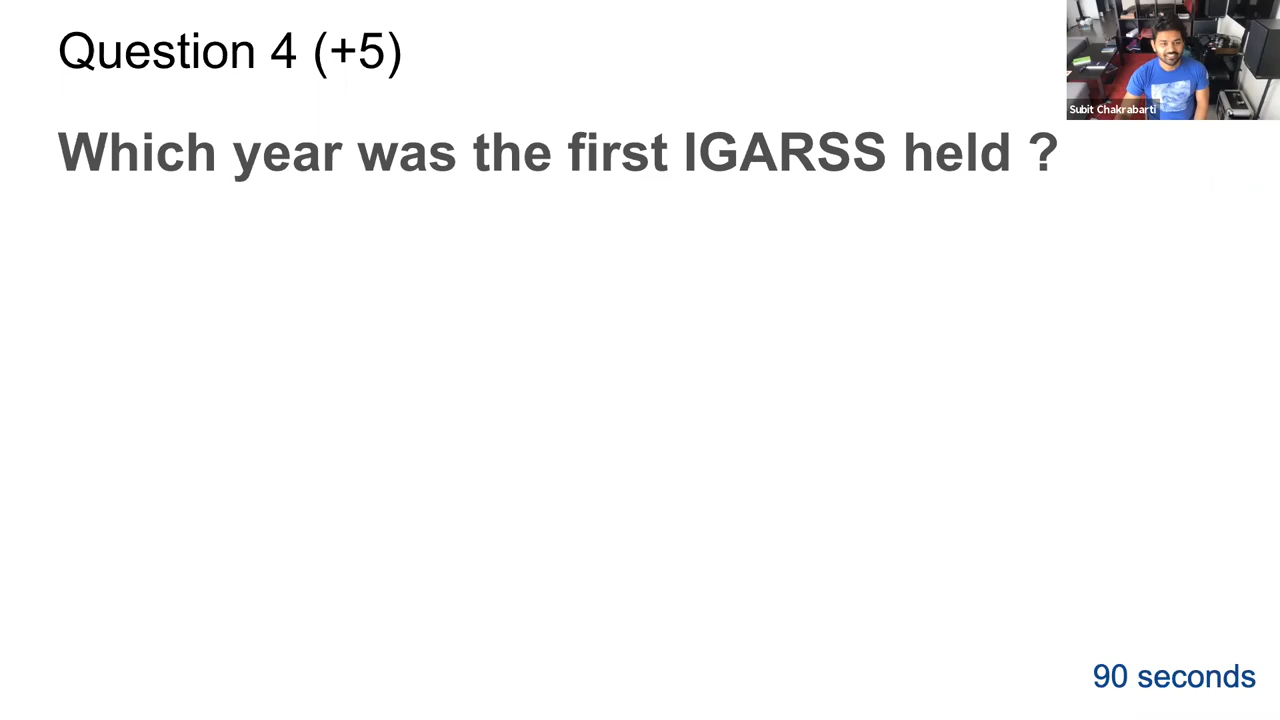 Question 4 (+5)
Subit Chakrabarti
Which year was the first IGARSS held ?
90 seconds